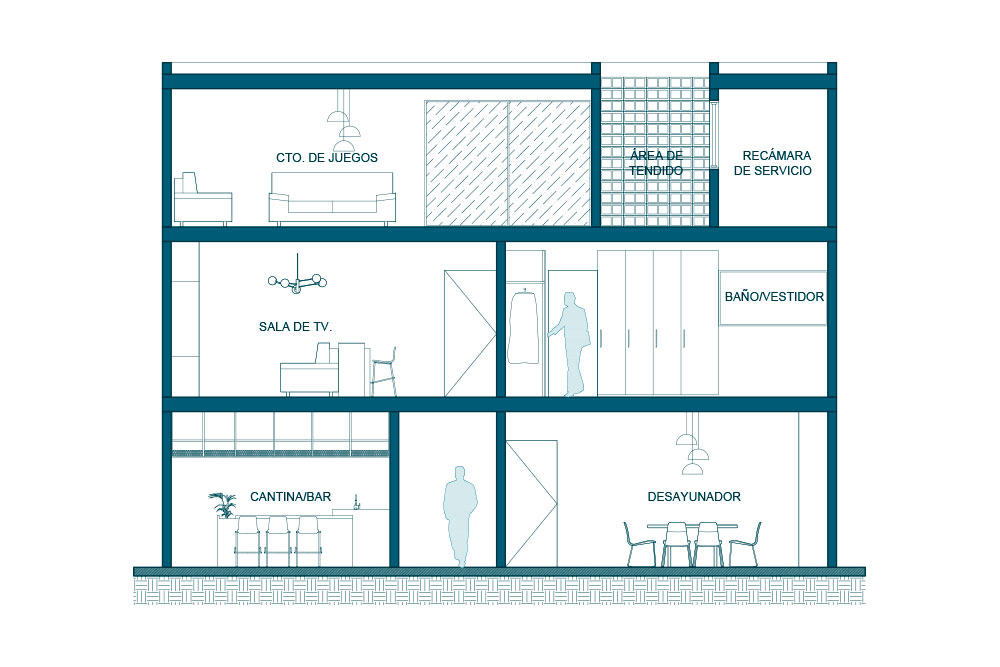 CTO. DE JUEGOS
ÁREA DE
TENDIDO
RECÁMARA
DE SERVICIO
SALA DE TV.
BAÑO/VESTIDOR
CANTINA/BAR
DESAYUNADOR